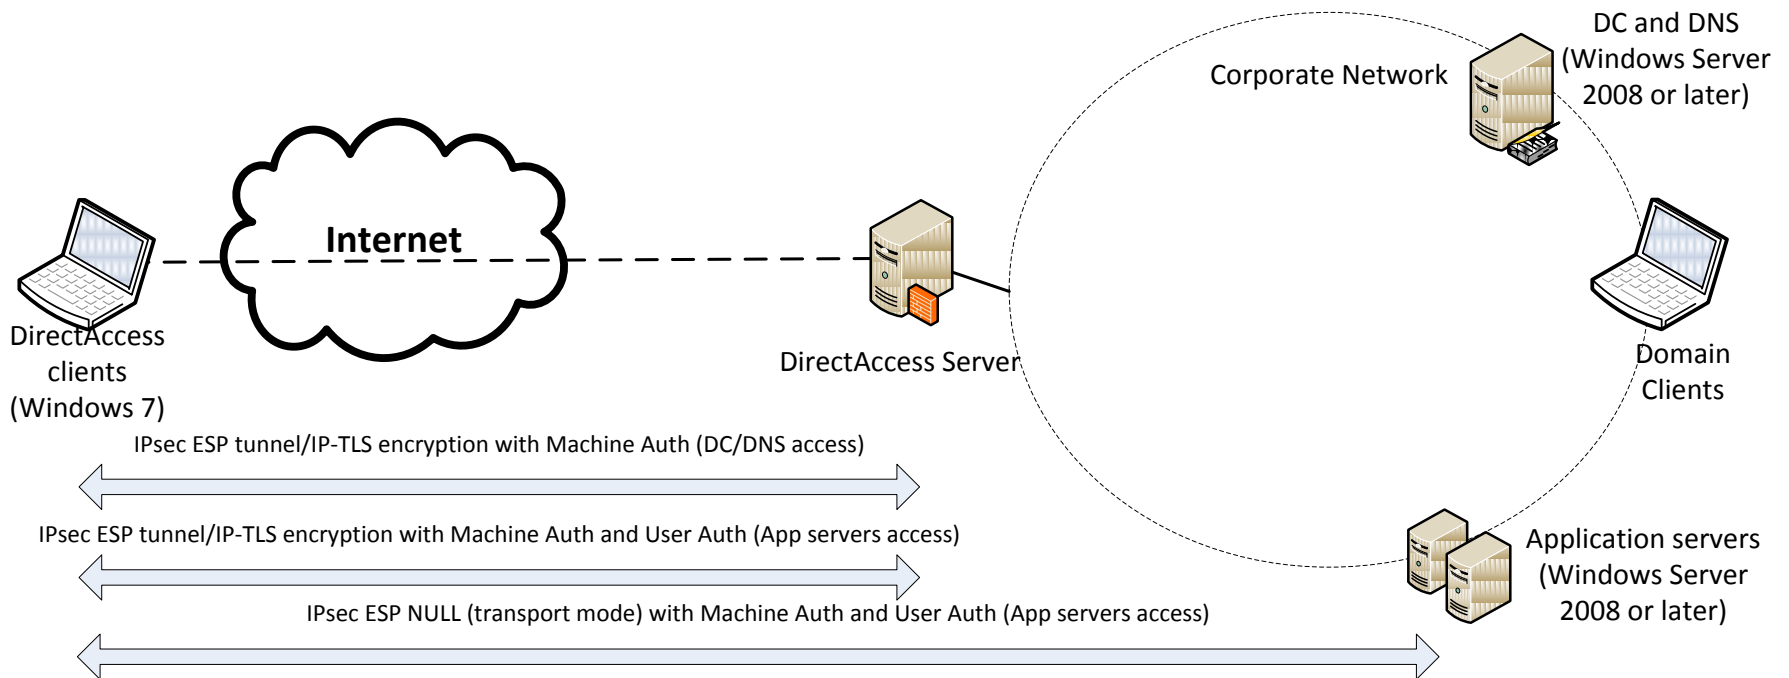 DC and DNS
(Windows Server
2008 or later)
Corporate Network
Internet
DirectAccess
clients
(Windows 7)
DirectAccess Server
Domain
Clients
IPsec ESP tunnel/IP-TLS encryption with Machine Auth (DC/DNS access)
IPsec ESP tunnel/IP-TLS encryption with Machine Auth and User Auth (App servers access)
Application servers
(Windows Server
2008 or later)
IPsec ESP NULL (transport mode) with Machine Auth and User Auth (App servers access)